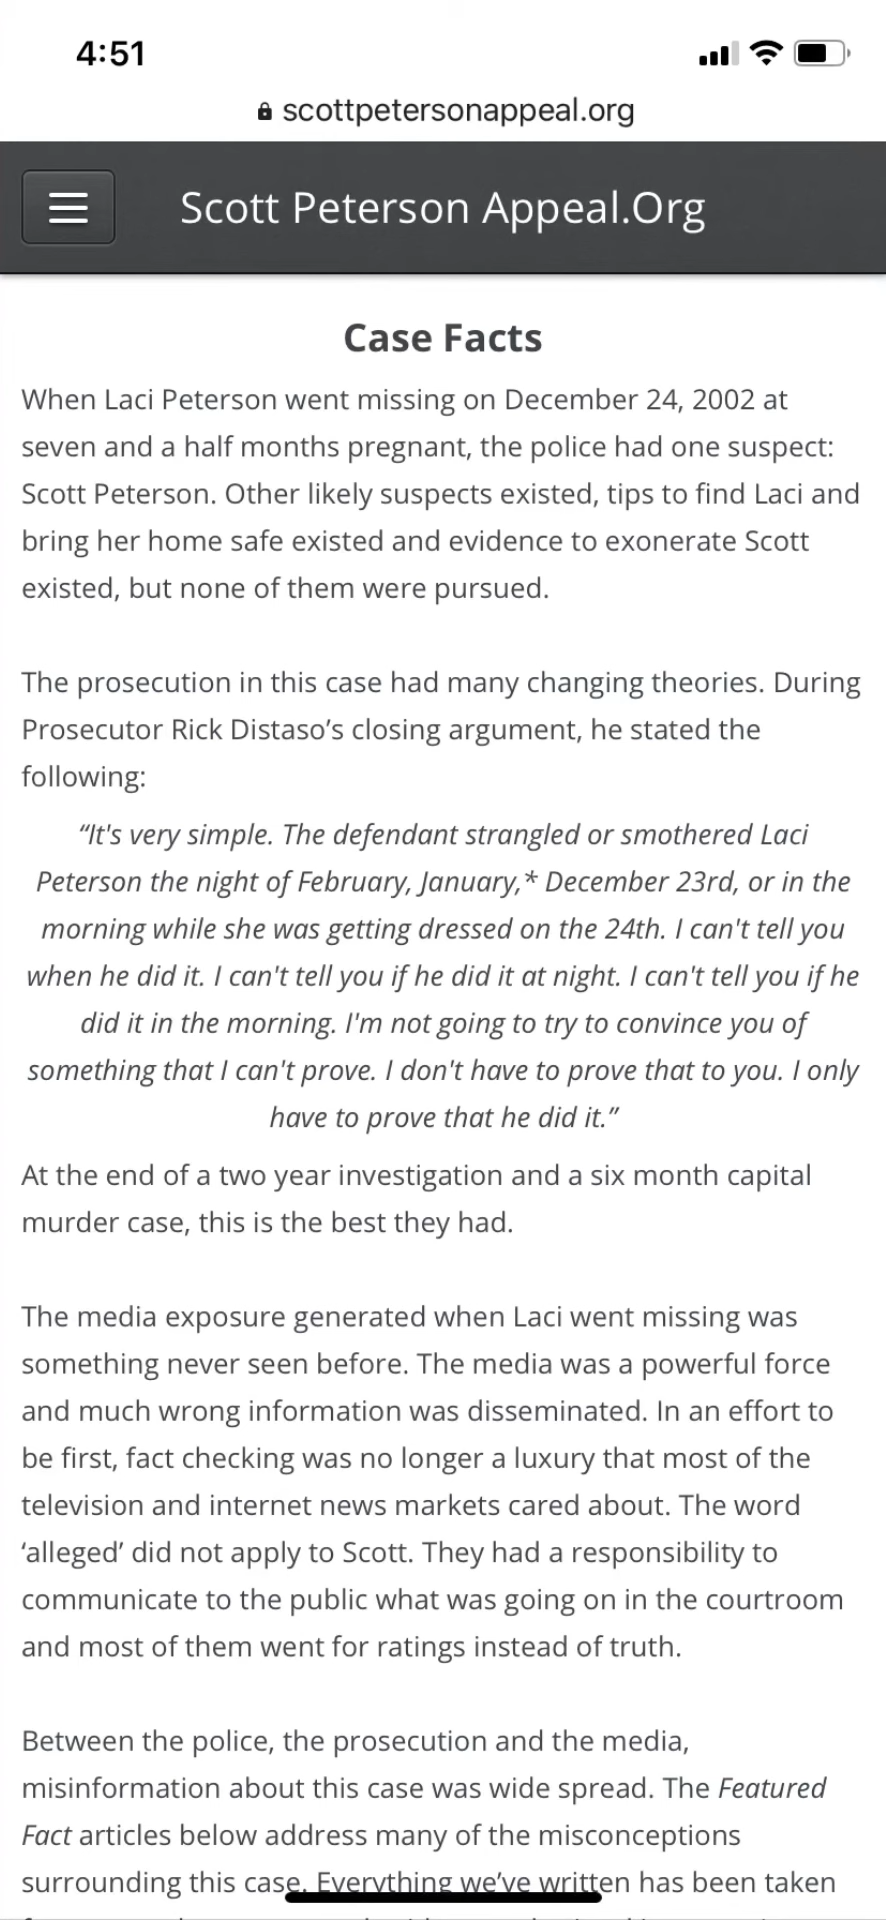 4:51
scottpetersonappeal.org
Scott Peterson Appeal.Org
Case Facts
When Laci Peterson went missing on December 24, 2002 at
seven and a half months pregnant, the police had one suspect:
Scott Peterson. Other likely suspects existed, tips to find Laci and
bring her home safe existed and evidence to exonerate Scott
existed, but none of them were pursued.
The prosecution in this case had many changing theories. During
Prosecutor Rick Distaso’s closing argument, he stated the
following:
“It's very simple. The defendant strangled or smothered Laci
Peterson the night of February, January,* December 23rd, or in the
morning while she was getting dressed on the 24th. I can't tell you
when he did it. I can't tell you if he did it at night. I can't tell you if he
did it in the morning. I'm not going to try to convince you of
something that I can't prove. I don't have to prove that to you. I only
have to prove that he did it.”
At the end of a two year investigation and a six month capital
murder case, this is the best they had.
The media exposure generated when Laci went missing was
something never seen before. The media was a powerful force
and much wrong information was disseminated. In an effort to
be first, fact checking was no longer a luxury that most of the
television and internet news markets cared about. The word
‘alleged’ did not apply to Scott. They had a responsibility to
communicate to the public what was going on in the courtroom
and most of them went for ratings instead of truth.
Between the police, the prosecution and the media,
misinformation about this case was wide spread. The Featured
Fact articles below address many of the misconceptions
surrounding this case. Everything we’ve written has been taken